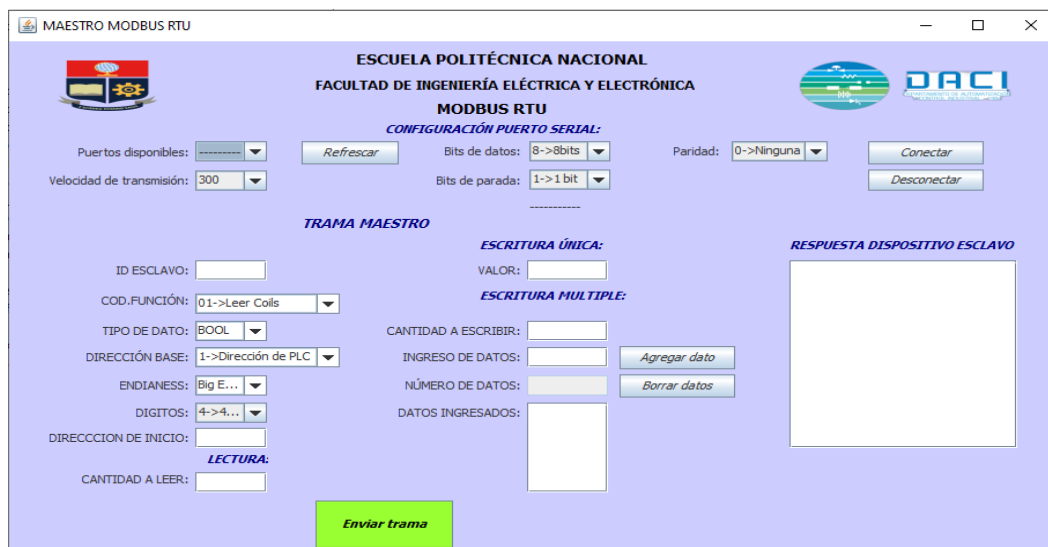 MAESTRO MODBUS RTU
ESCUELA POLITÉCNICA NACIONAL
FACULTAD DE INGENIERÍA ELÉCTRICA Y ELECTRÓNICA
MODBUS RTU
DACI
CONFIGURACIÓN PUERTO SERIAL:
Puertos disponibles: ---------
Refrescar
Bits de datos: 8->8bits
Paridad: 0->Ninguna
Conectar
Velocidad de transmisión: 300
Bits de parada: 1->1 bit
Desconectar
-----------
TRAMA MAESTRO
ESCRITURA ÚNICA:
RESPUESTA DISPOSITIVO ESCLAVO
ID ESCLAVO:
VALOR:
COD.FUNCIÓN: 01->Leer Coils
ESCRITURA MULTIPLE:
TIPO DE DATO: BOOL
CANTIDAD A ESCRIBIR:
DIRECCIÓN BASE: 1->Dirección de PLC
INGRESO DE DATOS:
Agregar dato
ENDIANESS: Big E...
NÚMERO DE DATOS:
Borrar datos
DIGITOS: 4->4...
DATOS INGRESADOS:
DIRECCCION DE INICIO:
LECTURA:
CANTIDAD A LEER:
Enviar trama